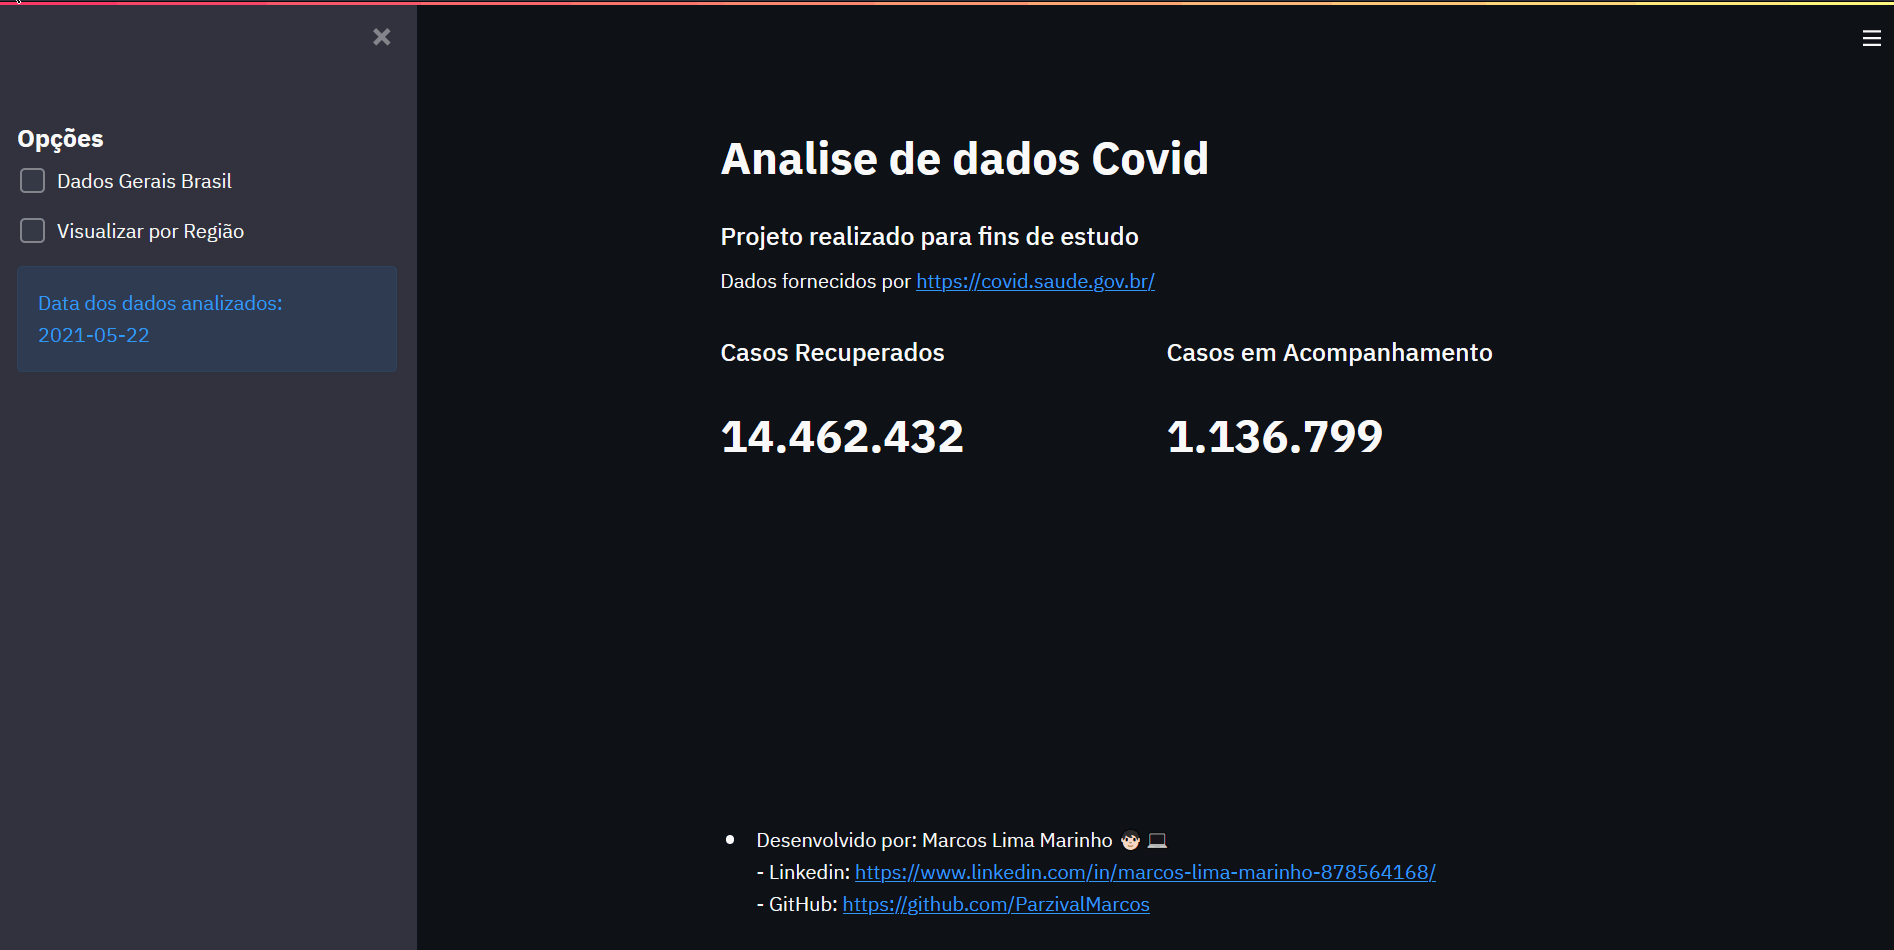 Opções
Dados Gerais Brasil
Visualizar por Região
Data dos dados analizados:
2021-05-22
Analise de dados Covid
Projeto realizado para fins de estudo
Dados fornecidos por https://covid.saude.gov.br/
Casos Recuperados
14.462.432
Casos em Acompanhamento
1.136.799
Desenvolvido por: Marcos Lima Marinho
- Linkedin: https://www.linkedin.com/in/marcos-lima-marinho-878564168/
- GitHub: https://github.com/ParzivalMarcos